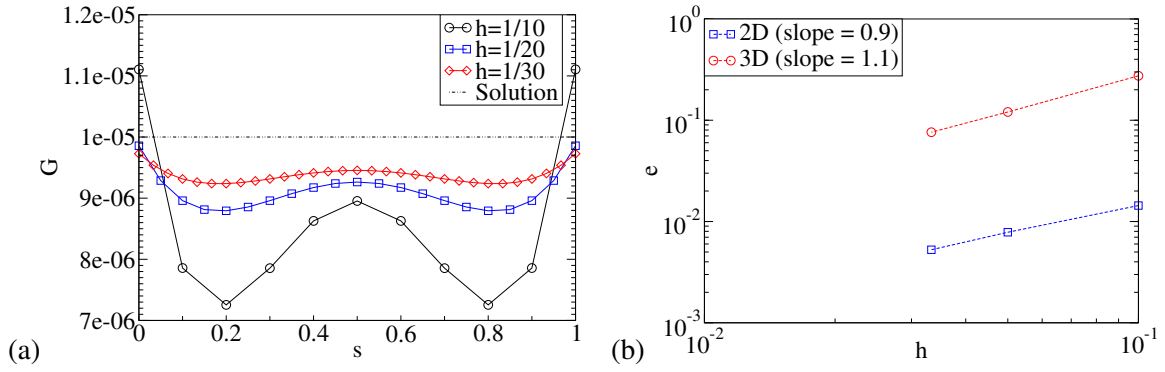 1.2e-05
1.1e-05
1e-05
9e-06
8e-06
7e-06
G
h=1/10
h=1/20
h=1/30
Solution
0
0.2
0.4
0.6
0.8
1
s
(a)
10^0
10^-1
10^-2
10^-3
e
2D (slope = 0.9)
3D (slope = 1.1)
10^-2
10^-1
h
(b)